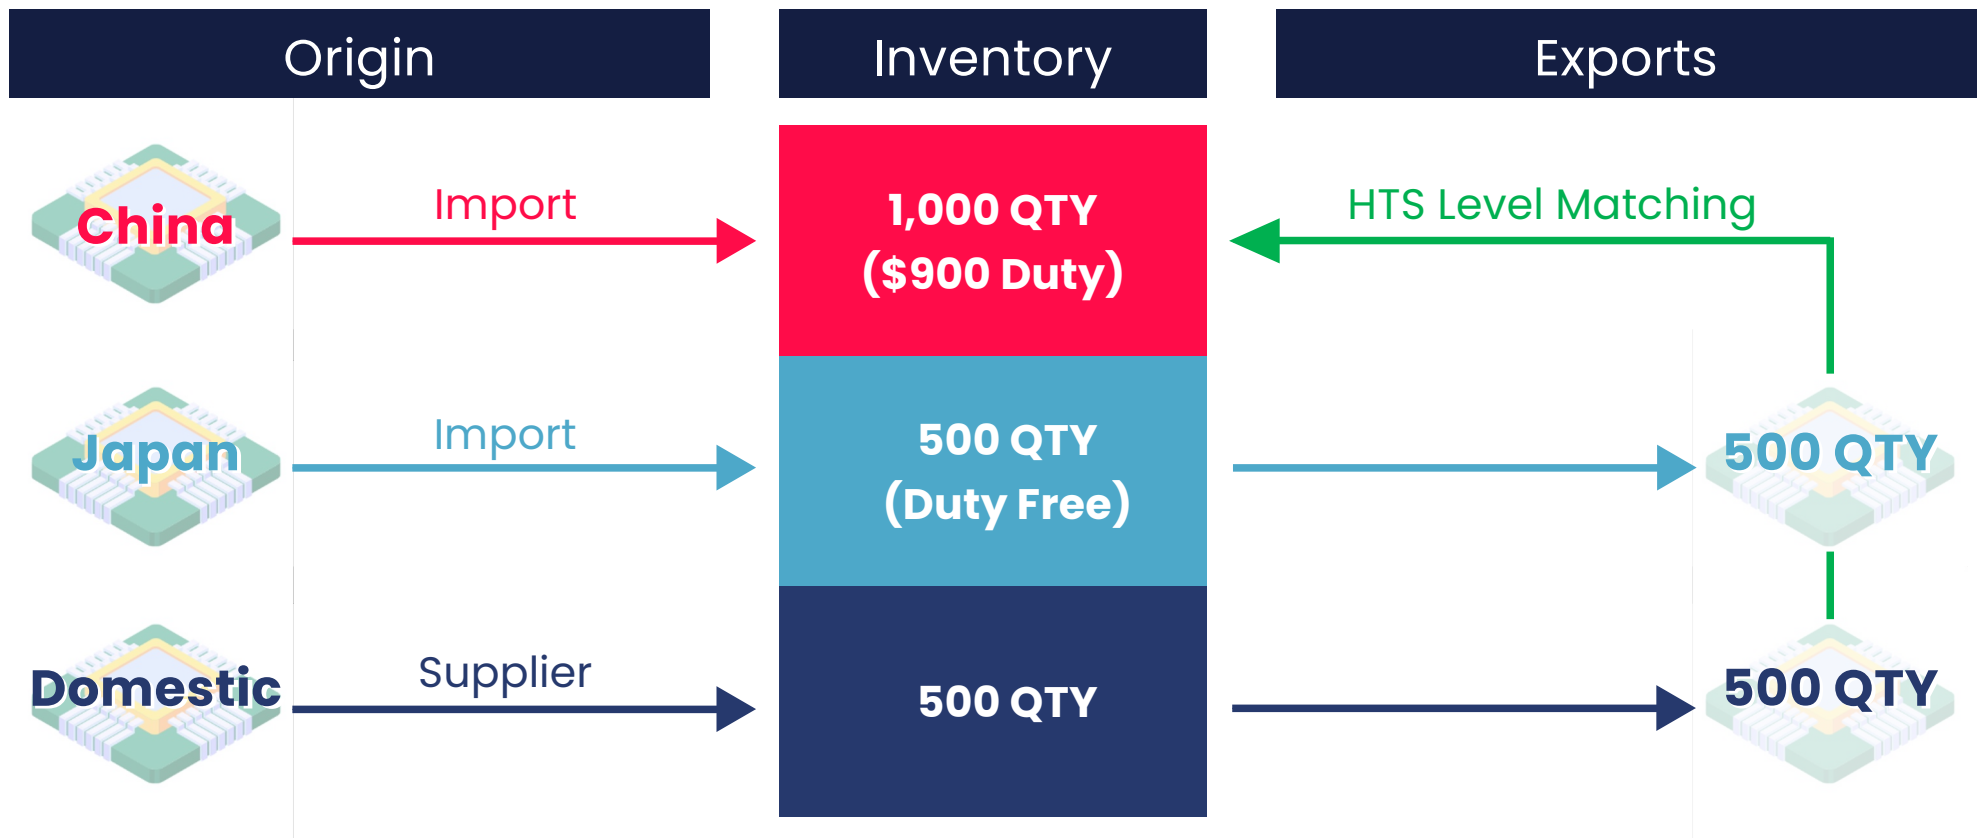 Origin
Inventory
Exports
China
Import
1,000 QTY
($900 Duty)
HTS Level Matching
Japan
Import
500 QTY
(Duty Free)
500 QTY
Domestic
Supplier
500 QTY
500 QTY